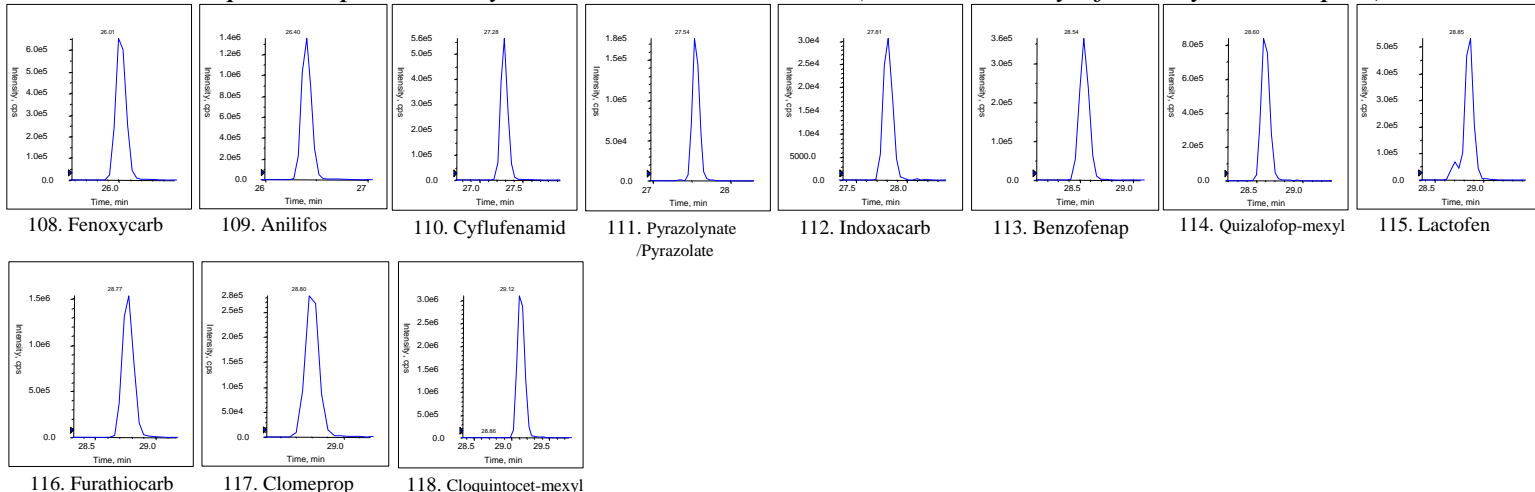 26.01
Intensity, cps
6.0e5
5.0e5
4.0e5
3.0e5
2.0e5
1.0e5
0.0
26.0
Time, min
108. Fenoxycarb
26.40
Intensity, cps
1.4e6
1.2e6
1.0e6
8.0e5
6.0e5
4.0e5
2.0e5
0.0
26 27
Time, min
109. Anilifos
27.28
Intensity, cps
5.6e5
5.0e5
4.0e5
3.0e5
2.0e5
1.0e5
0.0
27.0 27.5
Time, min
110. Cyflufenamid
27.54
Intensity, cps
1.8e5
1.5e5
1.0e5
5.0e4
0.0
27 28
Time, min
111. Pyrazolynate
/Pyrazolate
27.81
Intensity, cps
3.0e4
2.5e4
2.0e4
1.5e4
1.0e4
5000.0
0.0
27.5 28.0
Time, min
112. Indoxacarb
28.54
Intensity, cps
3.6e5
3.0e5
2.0e5
1.0e5
0.0
28.5 29.0
Time, min
113. Benzofenap
28.60
Intensity, cps
8.0e5
6.0e5
4.0e5
2.0e5
0.0
28.5 29.0
Time, min
114. Quizalofop-mexyl
28.85
Intensity, cps
5.0e5
4.0e5
3.0e5
2.0e5
1.0e5
0.0
28.5 29.0
Time, min
115. Lactofen
28.77
Intensity, cps
1.5e6
1.0e6
5.0e5
0.0
28.5 29.0
Time, min
116. Furathiocarb
28.80
Intensity, cps
2.8e5
2.5e5
2.0e5
1.5e5
1.0e5
5.0e4
0.0
29.0
Time, min
117. Clomeprop
29.12
Intensity, cps
3.0e6
2.5e6
2.0e6
1.5e6
1.0e6
5.0e5
0.0
28.86
28.5 29.0 29.5
Time, min
118. Cloquintocet-mexyl